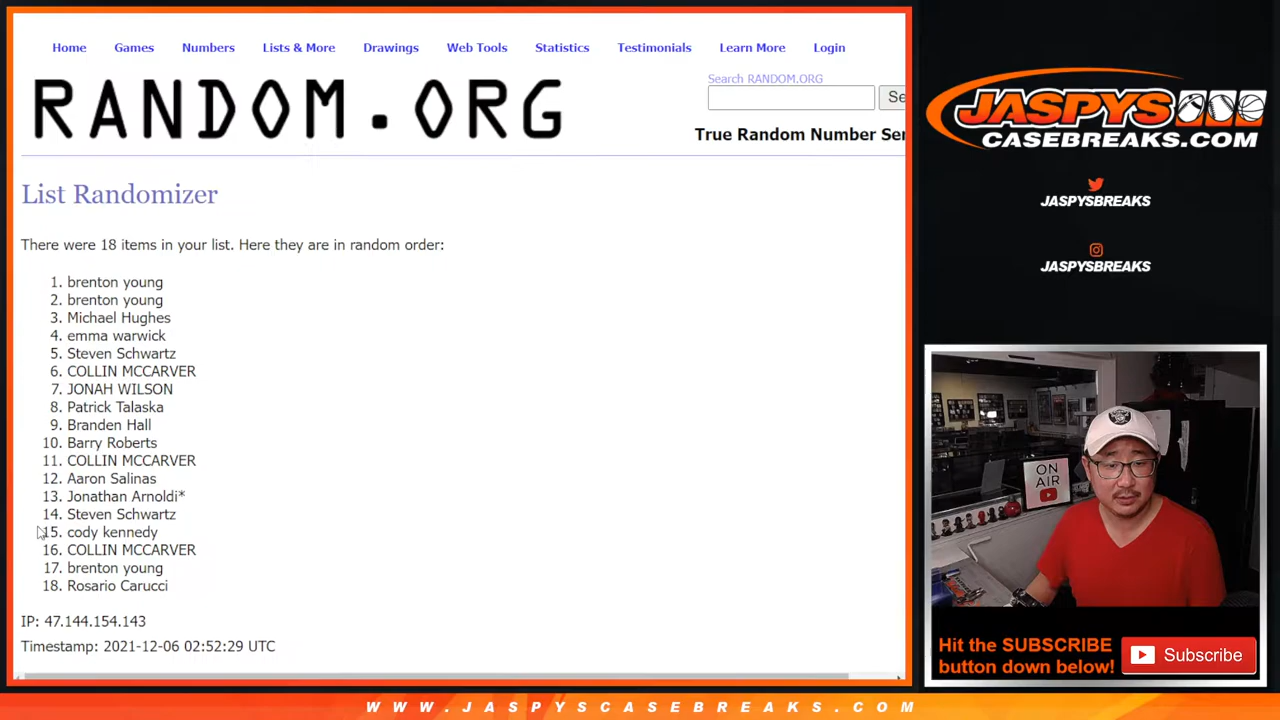 Home Games Numbers Lists & More Drawings Web Tools Statistics Testimonials Learn More Login
RANDOM.ORG
Search RANDOM.ORG
Se
True Random Number Ser
List Randomizer
There were 18 items in your list. Here they are in random order:
1. brenton young
2. brenton young
3. Michael Hughes
4. emma warwick
5. Steven Schwartz
6. COLLIN MCCARVER
7. JONAH WILSON
8. Patrick Talaska
9. Branden Hall
10. Barry Roberts
11. COLLIN MCCARVER
12. Aaron Salinas
13. Jonathan Arnoldi*
14. Steven Schwartz
15. cody kennedy
16. COLLIN MCCARVER
17. brenton young
18. Rosario Carucci
IP: 47.144.154.143
Timestamp: 2021-12-06 02:52:29 UTC
JASPYS
CASEBREAKS.COM
JASPYSBREAKS
JASPYSBREAKS
ON
AIR
Hit the SUBSCRIBE
button down below!
Subscribe
WWW.JASPYSCASEBREAKS.COM